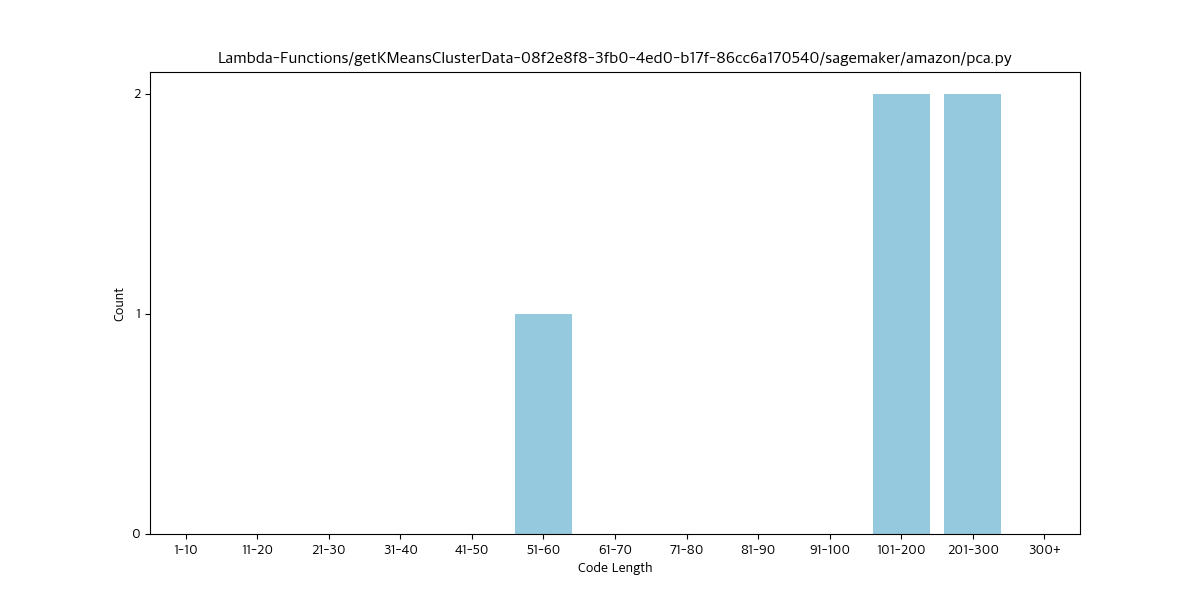 Lambda-Functions/getKMeansClusterData-08f2e8f8-3fb0-4ed0-b17f-86cc6a170540/sagemaker/amazon/pca.py
2
1
0
Count
1-10 11-20 21-30 31-40 41-50 51-60 61-70 71-80 81-90 91-100 101-200 201-300 300+
Code Length